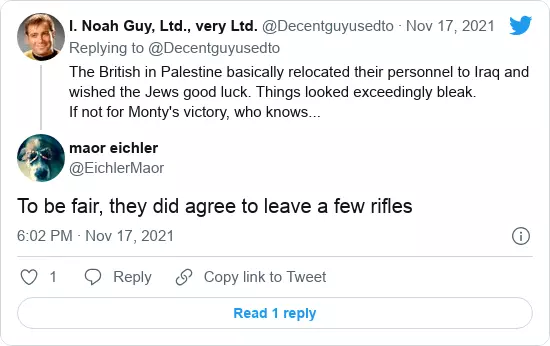 I. Noah Guy, Ltd., very Ltd. @Decentguyusedto · Nov 17, 2021
Replying to @Decentguyusedto
The British in Palestine basically relocated their personnel to Iraq and
wished the Jews good luck. Things looked exceedingly bleak.
If not for Monty's victory, who knows...
maor eichler
@EichlerMaor
To be fair, they did agree to leave a few rifles
6:02 PM · Nov 17, 2021
1 Reply Copy link to Tweet
Read 1 reply